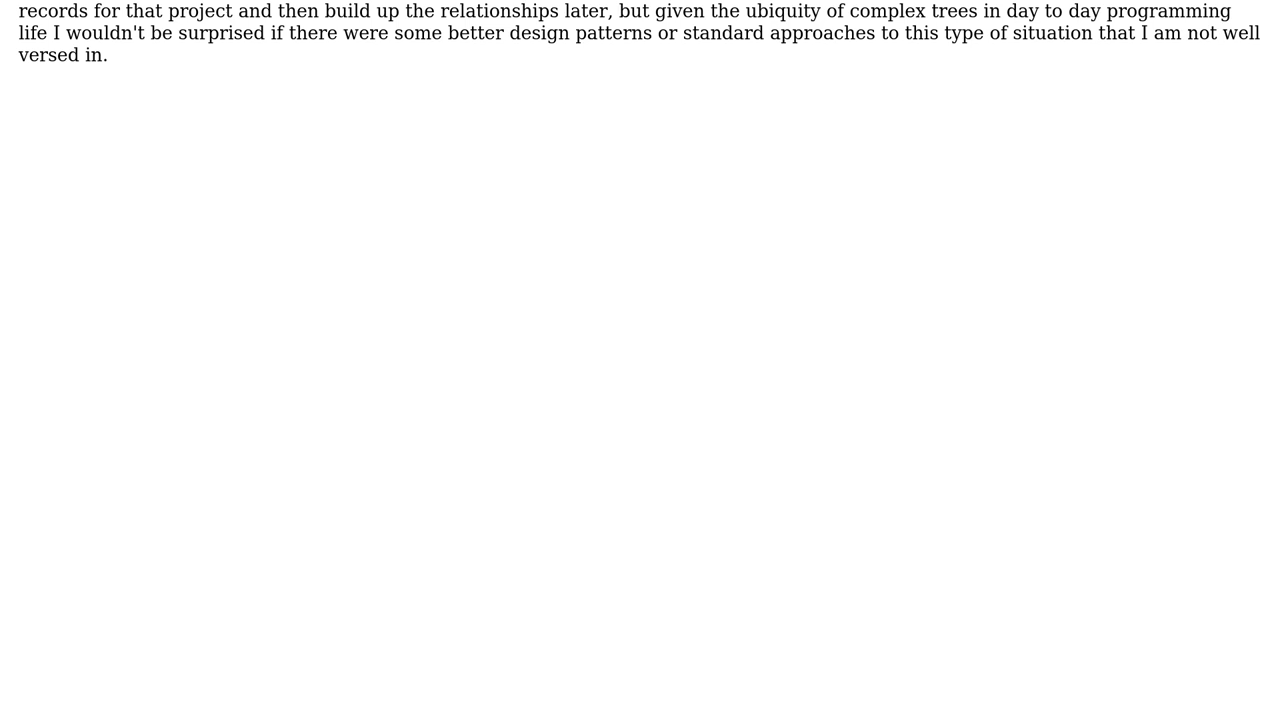 records for that project and then build up the relationships later, but given the ubiquity of complex trees in day to day programming
life I wouldn't be surprised if there were some better design patterns or standard approaches to this type of situation that I am not well
versed in.